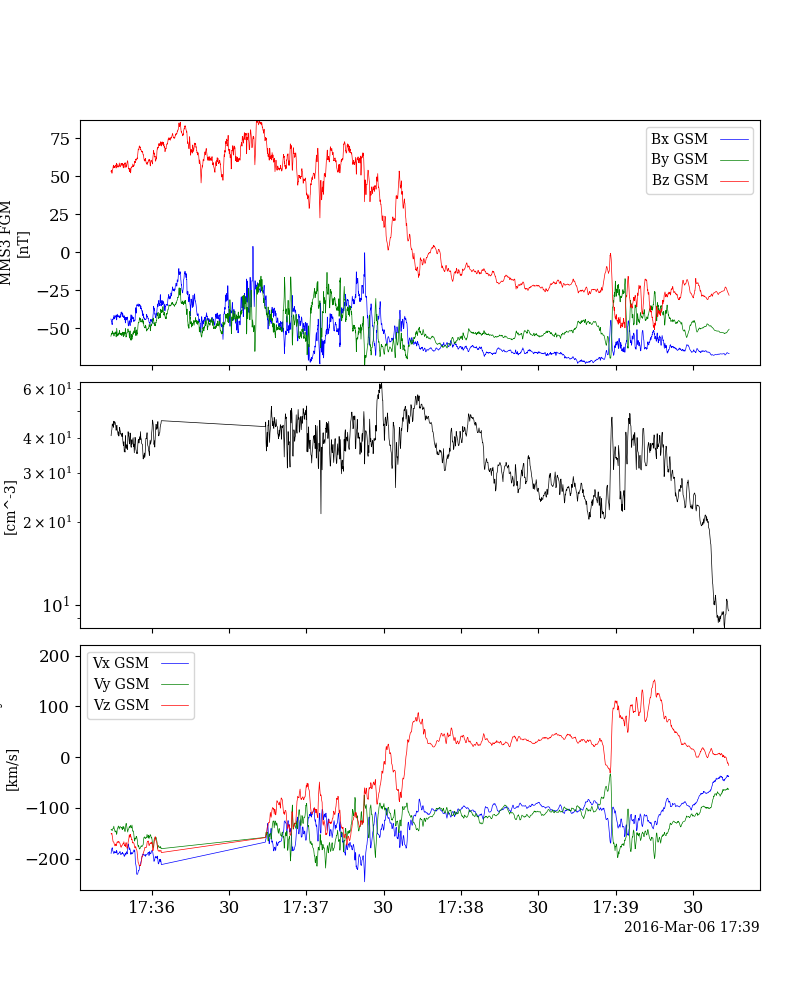 75
50
25
0
−25
−50
MMS3 FGM
[nT]
Bx GSM
By GSM
Bz GSM
6 × 10¹
4 × 10¹
3 × 10¹
2 × 10¹
10¹
[cm^-3]
200
100
0
−100
−200
[km/s]
Vx GSM
Vy GSM
Vz GSM
17:36 30 17:37 30 17:38 30 17:39 30
2016-Mar-06 17:39